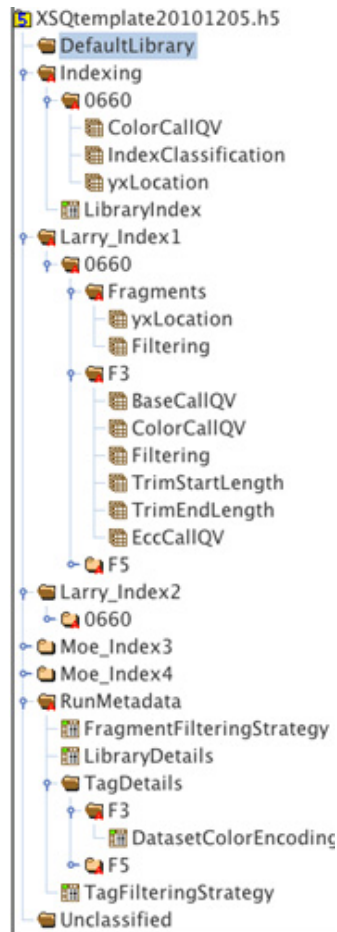 XSQtemplate20101205.h5
DefaultLibrary
Indexing
0660
ColorCallQV
IndexClassification
yxLocation
LibraryIndex
Larry_Index1
0660
Fragments
yxLocation
Filtering
F3
BaseCallQV
ColorCallQV
Filtering
TrimStartLength
TrimEndLength
EccCallQV
F5
Larry_Index2
0660
Moe_Index3
Moe_Index4
RunMetadata
FragmentFilteringStrategy
LibraryDetails
TagDetails
F3
DatasetColorEncoding
F5
TagFilteringStrategy
Unclassified